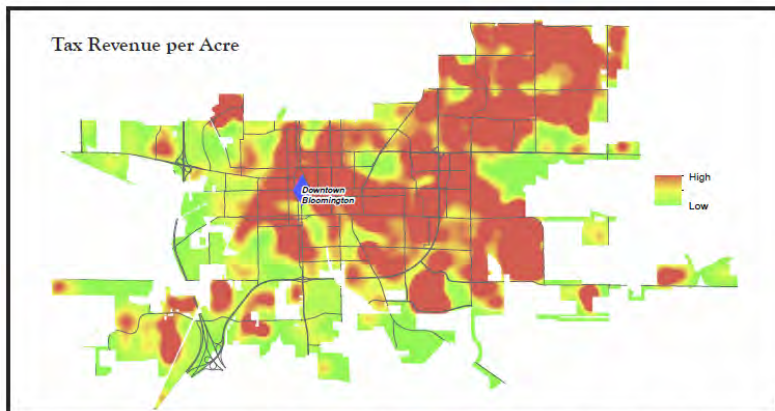 Tax Revenue per Acre
Downtown
Bloomington
High
Low